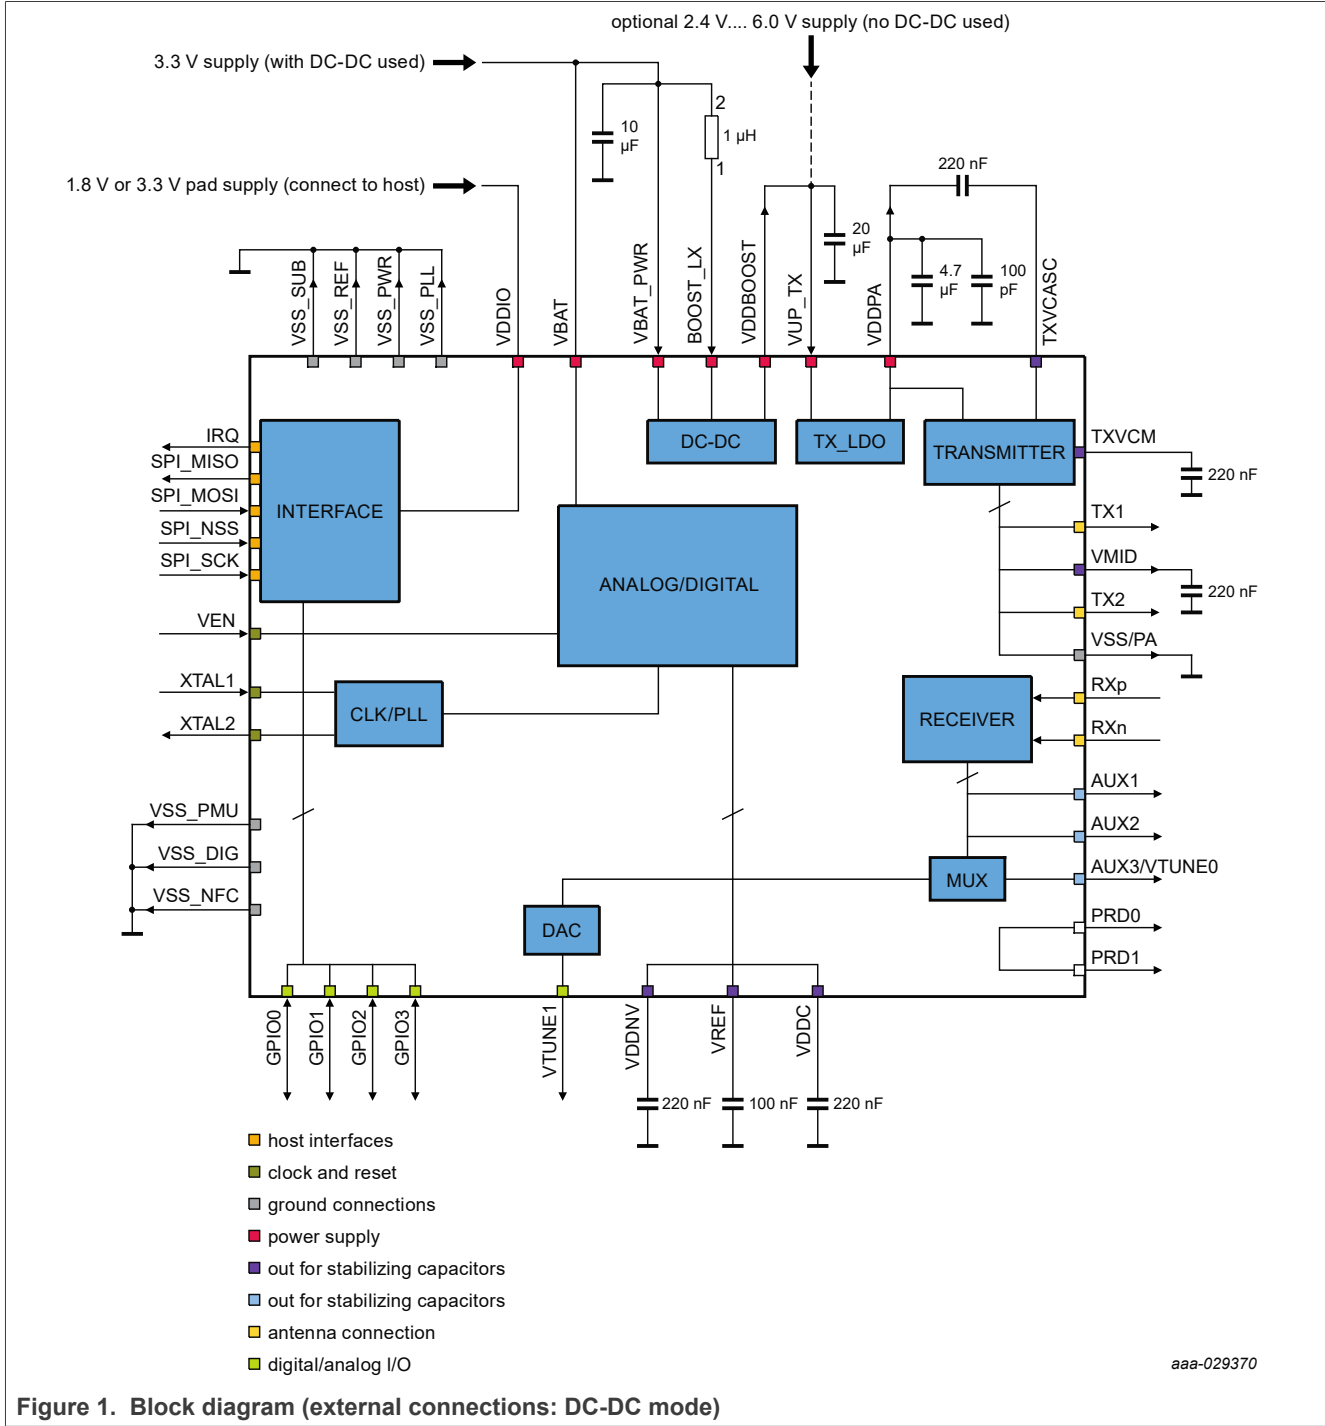 optional 2.4 V.... 6.0 V supply (no DC-DC used)
3.3 V supply (with DC-DC used)
2
10
µF
1 µH
1
220 nF
1.8 V or 3.3 V pad supply (connect to host)
20
µF
4.7
µF
100
pF
VSS_SUB
VSS_REF
VSS_PWR
VSS_PLL
VDDIO
VBAT
VBAT_PWR
BOOST_LX
VDDBOOST
VUP_TX
VDDPA
TXVCASC
IRQ
SPI_MISO
SPI_MOSI
SPI_NSS
SPI_SCK
VEN
XTAL1
XTAL2
VSS_PMU
VSS_DIG
VSS_NFC
INTERFACE
DC-DC
TX_LDO
TRANSMITTER
ANALOG/DIGITAL
CLK/PLL
RECEIVER
MUX
DAC
TXVCM
220 nF
TX1
VMID
220 nF
TX2
VSS/PA
RXp
RXn
AUX1
AUX2
AUX3/VTUNE0
PRD0
PRD1
GPIO0
GPIO1
GPIO2
GPIO3
VTUNE1
VDDNV
VREF
VDDC
220 nF
100 nF
220 nF
host interfaces
clock and reset
ground connections
power supply
out for stabilizing capacitors
out for stabilizing capacitors
antenna connection
digital/analog I/O
aaa-029370
Figure 1. Block diagram (external connections: DC-DC mode)